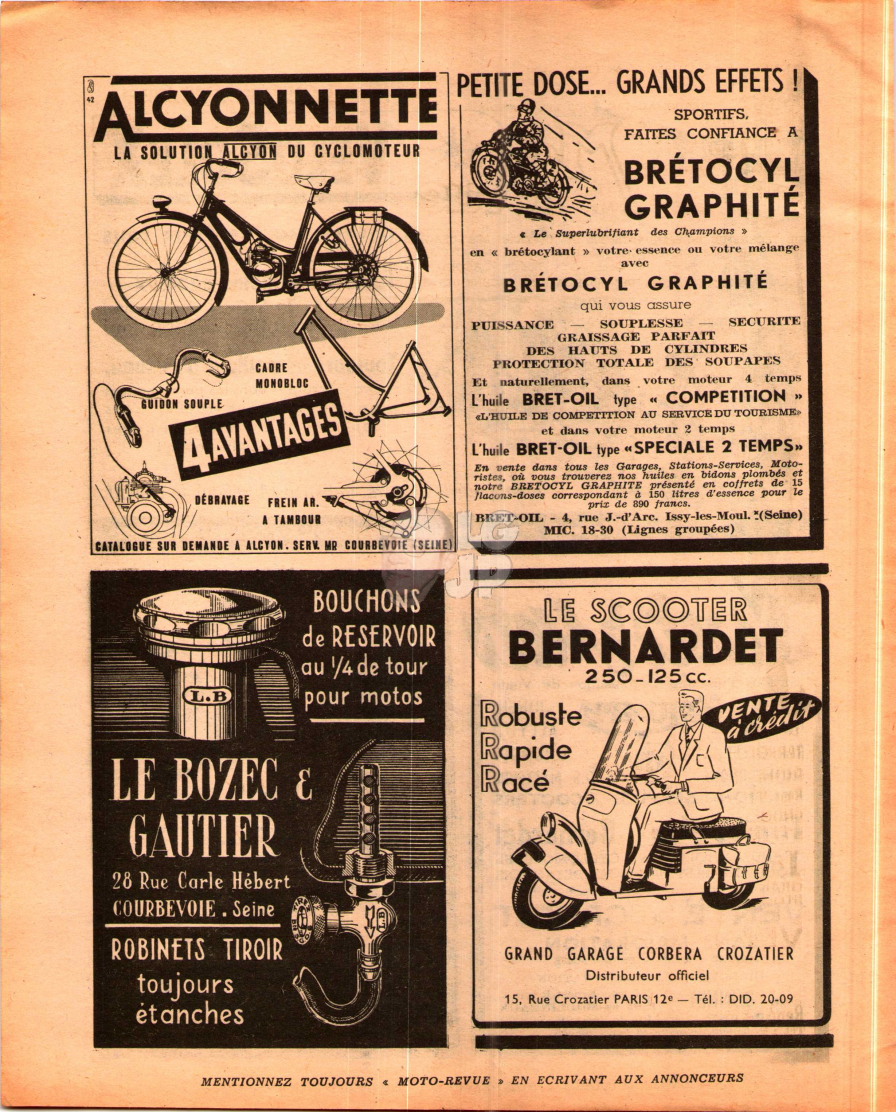 42
ALCYONNETTE
LA SOLUTION ALCYON DU CYCLOMOTEUR
CADRE
MONOBLOC
GUIDON SOUPLE
4 AVANTAGES
DÉBRAYAGE
FREIN AR.
A TAMBOUR
CATALOGUE SUR DEMANDE A ALCYON. SERV. MR COURBEVOIE (SEINE)
PETITE DOSE... GRANDS EFFETS !
SPORTIFS,
FAITES CONFIANCE A
BRÉTOCYL
GRAPHITÉ
« Le Superlubrifiant des Champions »
en « brétocylant » votre essence ou votre mélange
avec
BRÉTOCYL GRAPHITÉ
qui vous assure
PUISSANCE — SOUPLESSE — SECURITE
GRAISSAGE PARFAIT
DES HAUTS DE CYLINDRES
PROTECTION TOTALE DES SOUPAPES
Et naturellement, dans votre moteur 4 temps
L'huile BRET-OIL type « COMPETITION »
«L'HUILE DE COMPETITION AU SERVICE DU TOURISME»
et dans votre moteur 2 temps
L'huile BRET-OIL type «SPECIALE 2 TEMPS»
En vente dans tous les Garages, Stations-Services, Moto-
ristes, où vous trouverez nos huiles en bidons plombés et
notre BRETOCYL GRAPHITE présenté en coffrets de 15
flacons-doses correspondant à 150 litres d'essence pour le
prix de 890 francs.
BRET-OIL - 4, rue J.-d'Arc. Issy-les-Moul. (Seine)
MIC. 18-30 (Lignes groupées)
LG
JP
BOUCHONS
de RESERVOIR
au 1/4 de tour
pour motos
L.B
LE BOZEC &
GAUTIER
28 Rue Carle Hébert
COURBEVOIE . Seine
ROBINETS TIROIR
toujours
étanches
LE SCOOTER
BERNARDET
250-125 cc.
Robuste
Rapide
Racé
VENTE
à crédit
GRAND GARAGE CORBERA CROZATIER
Distributeur officiel
15, Rue Crozatier PARIS 12e — Tél. : DID. 20-09
MENTIONNEZ TOUJOURS « MOTO-REVUE » EN ECRIVANT AUX ANNONCEURS